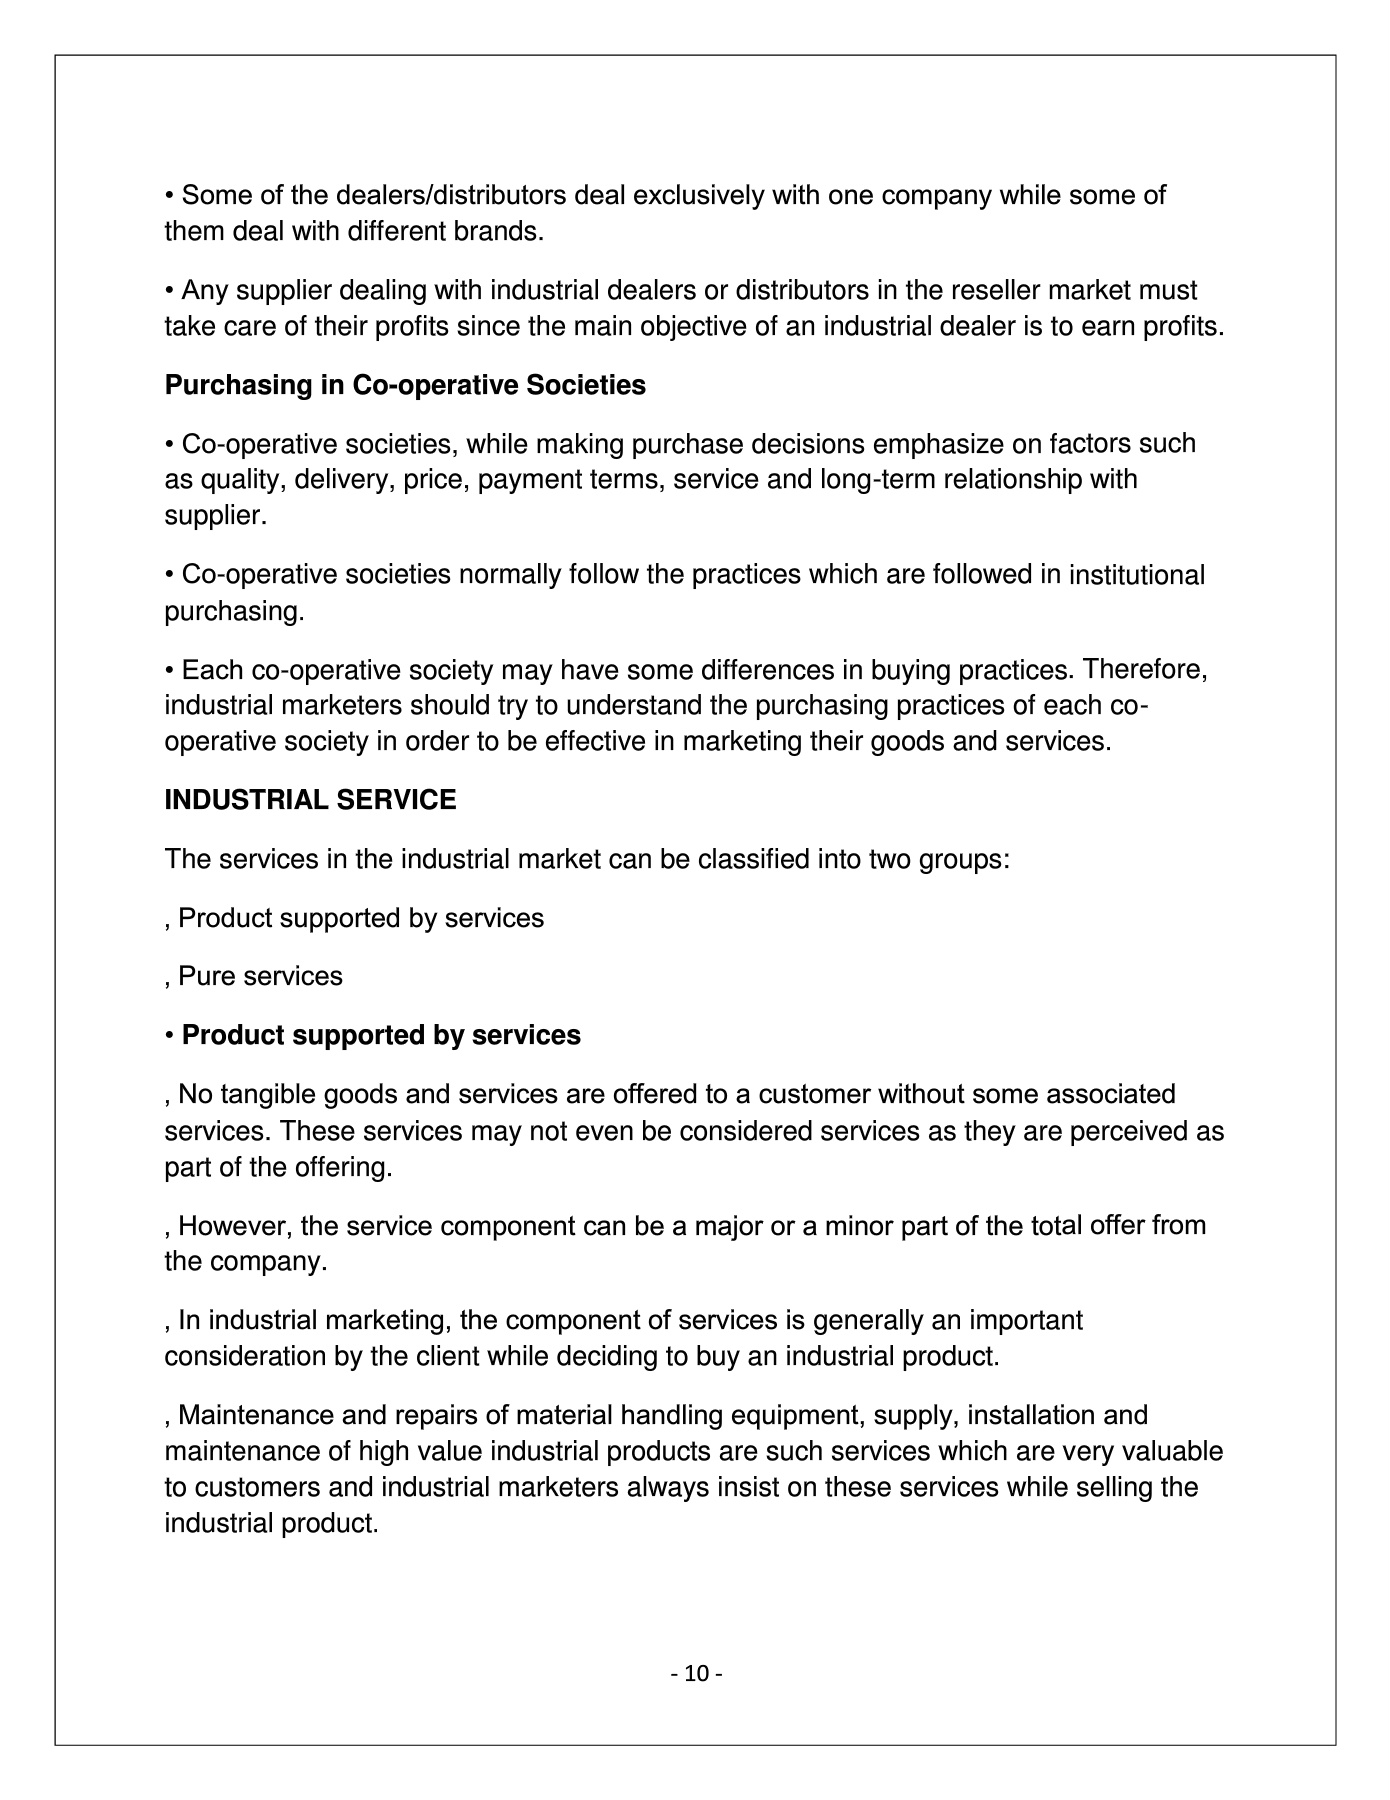 • Some of the dealers/distributors deal exclusively with one company while some of
them deal with different brands.
• Any supplier dealing with industrial dealers or distributors in the reseller market must
take care of their profits since the main objective of an industrial dealer is to earn profits.
Purchasing in Co-operative Societies
• Co-operative societies, while making purchase decisions emphasize on factors such
as quality, delivery, price, payment terms, service and long-term relationship with
supplier.
• Co-operative societies normally follow the practices which are followed in institutional
purchasing.
• Each co-operative society may have some differences in buying practices. Therefore,
industrial marketers should try to understand the purchasing practices of each co-
operative society in order to be effective in marketing their goods and services.
INDUSTRIAL SERVICE
The services in the industrial market can be classified into two groups:
, Product supported by services
, Pure services
• Product supported by services
, No tangible goods and services are offered to a customer without some associated
services. These services may not even be considered services as they are perceived as
part of the offering.
, However, the service component can be a major or a minor part of the total offer from
the company.
, In industrial marketing, the component of services is generally an important
consideration by the client while deciding to buy an industrial product.
, Maintenance and repairs of material handling equipment, supply, installation and
maintenance of high value industrial products are such services which are very valuable
to customers and industrial marketers always insist on these services while selling the
industrial product.
- 10 -